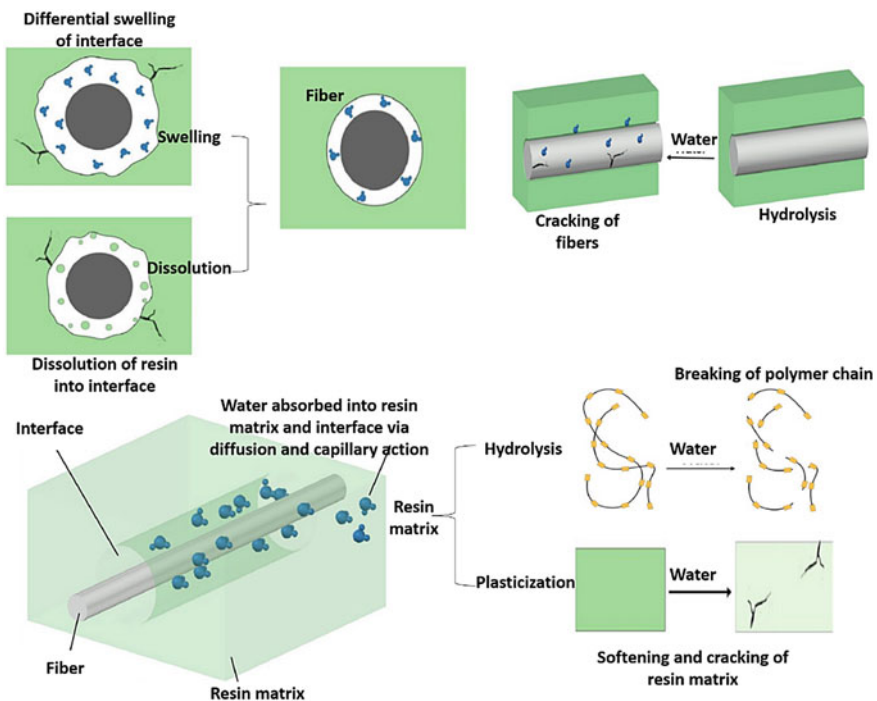 Differential swelling
of interface
Swelling
Fiber
Water
Cracking of
fibers
Hydrolysis
Dissolution
Dissolution of resin
into interface
Water absorbed into resin
matrix and interface via
diffusion and capillary action
Interface
Resin
matrix
Fiber
Resin matrix
Breaking of polymer chain
Hydrolysis
Water
Plasticization
Water
Softening and cracking of
resin matrix